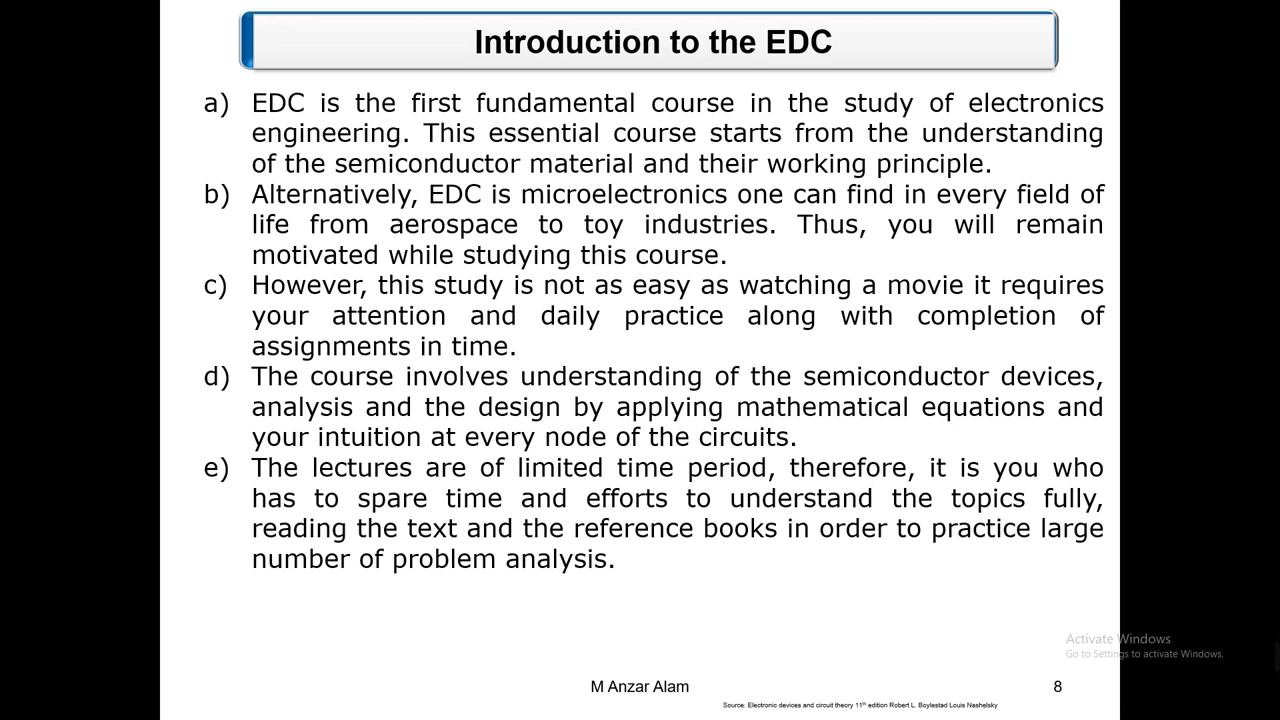 Introduction to the EDC
a) EDC is the first fundamental course in the study of electronics
engineering. This essential course starts from the understanding
of the semiconductor material and their working principle.
b) Alternatively, EDC is microelectronics one can find in every field of
life from aerospace to toy industries. Thus, you will remain
motivated while studying this course.
c) However, this study is not as easy as watching a movie it requires
your attention and daily practice along with completion of
assignments in time.
d) The course involves understanding of the semiconductor devices,
analysis and the design by applying mathematical equations and
your intuition at every node of the circuits.
e) The lectures are of limited time period, therefore, it is you who
has to spare time and efforts to understand the topics fully,
reading the text and the reference books in order to practice large
number of problem analysis.
Activate Windows
Go to Settings to activate Windows.
M Anzar Alam
8
Source: Electronic devices and circuit theory 11th edition Robert L. Boylestad Louis Nashelsky